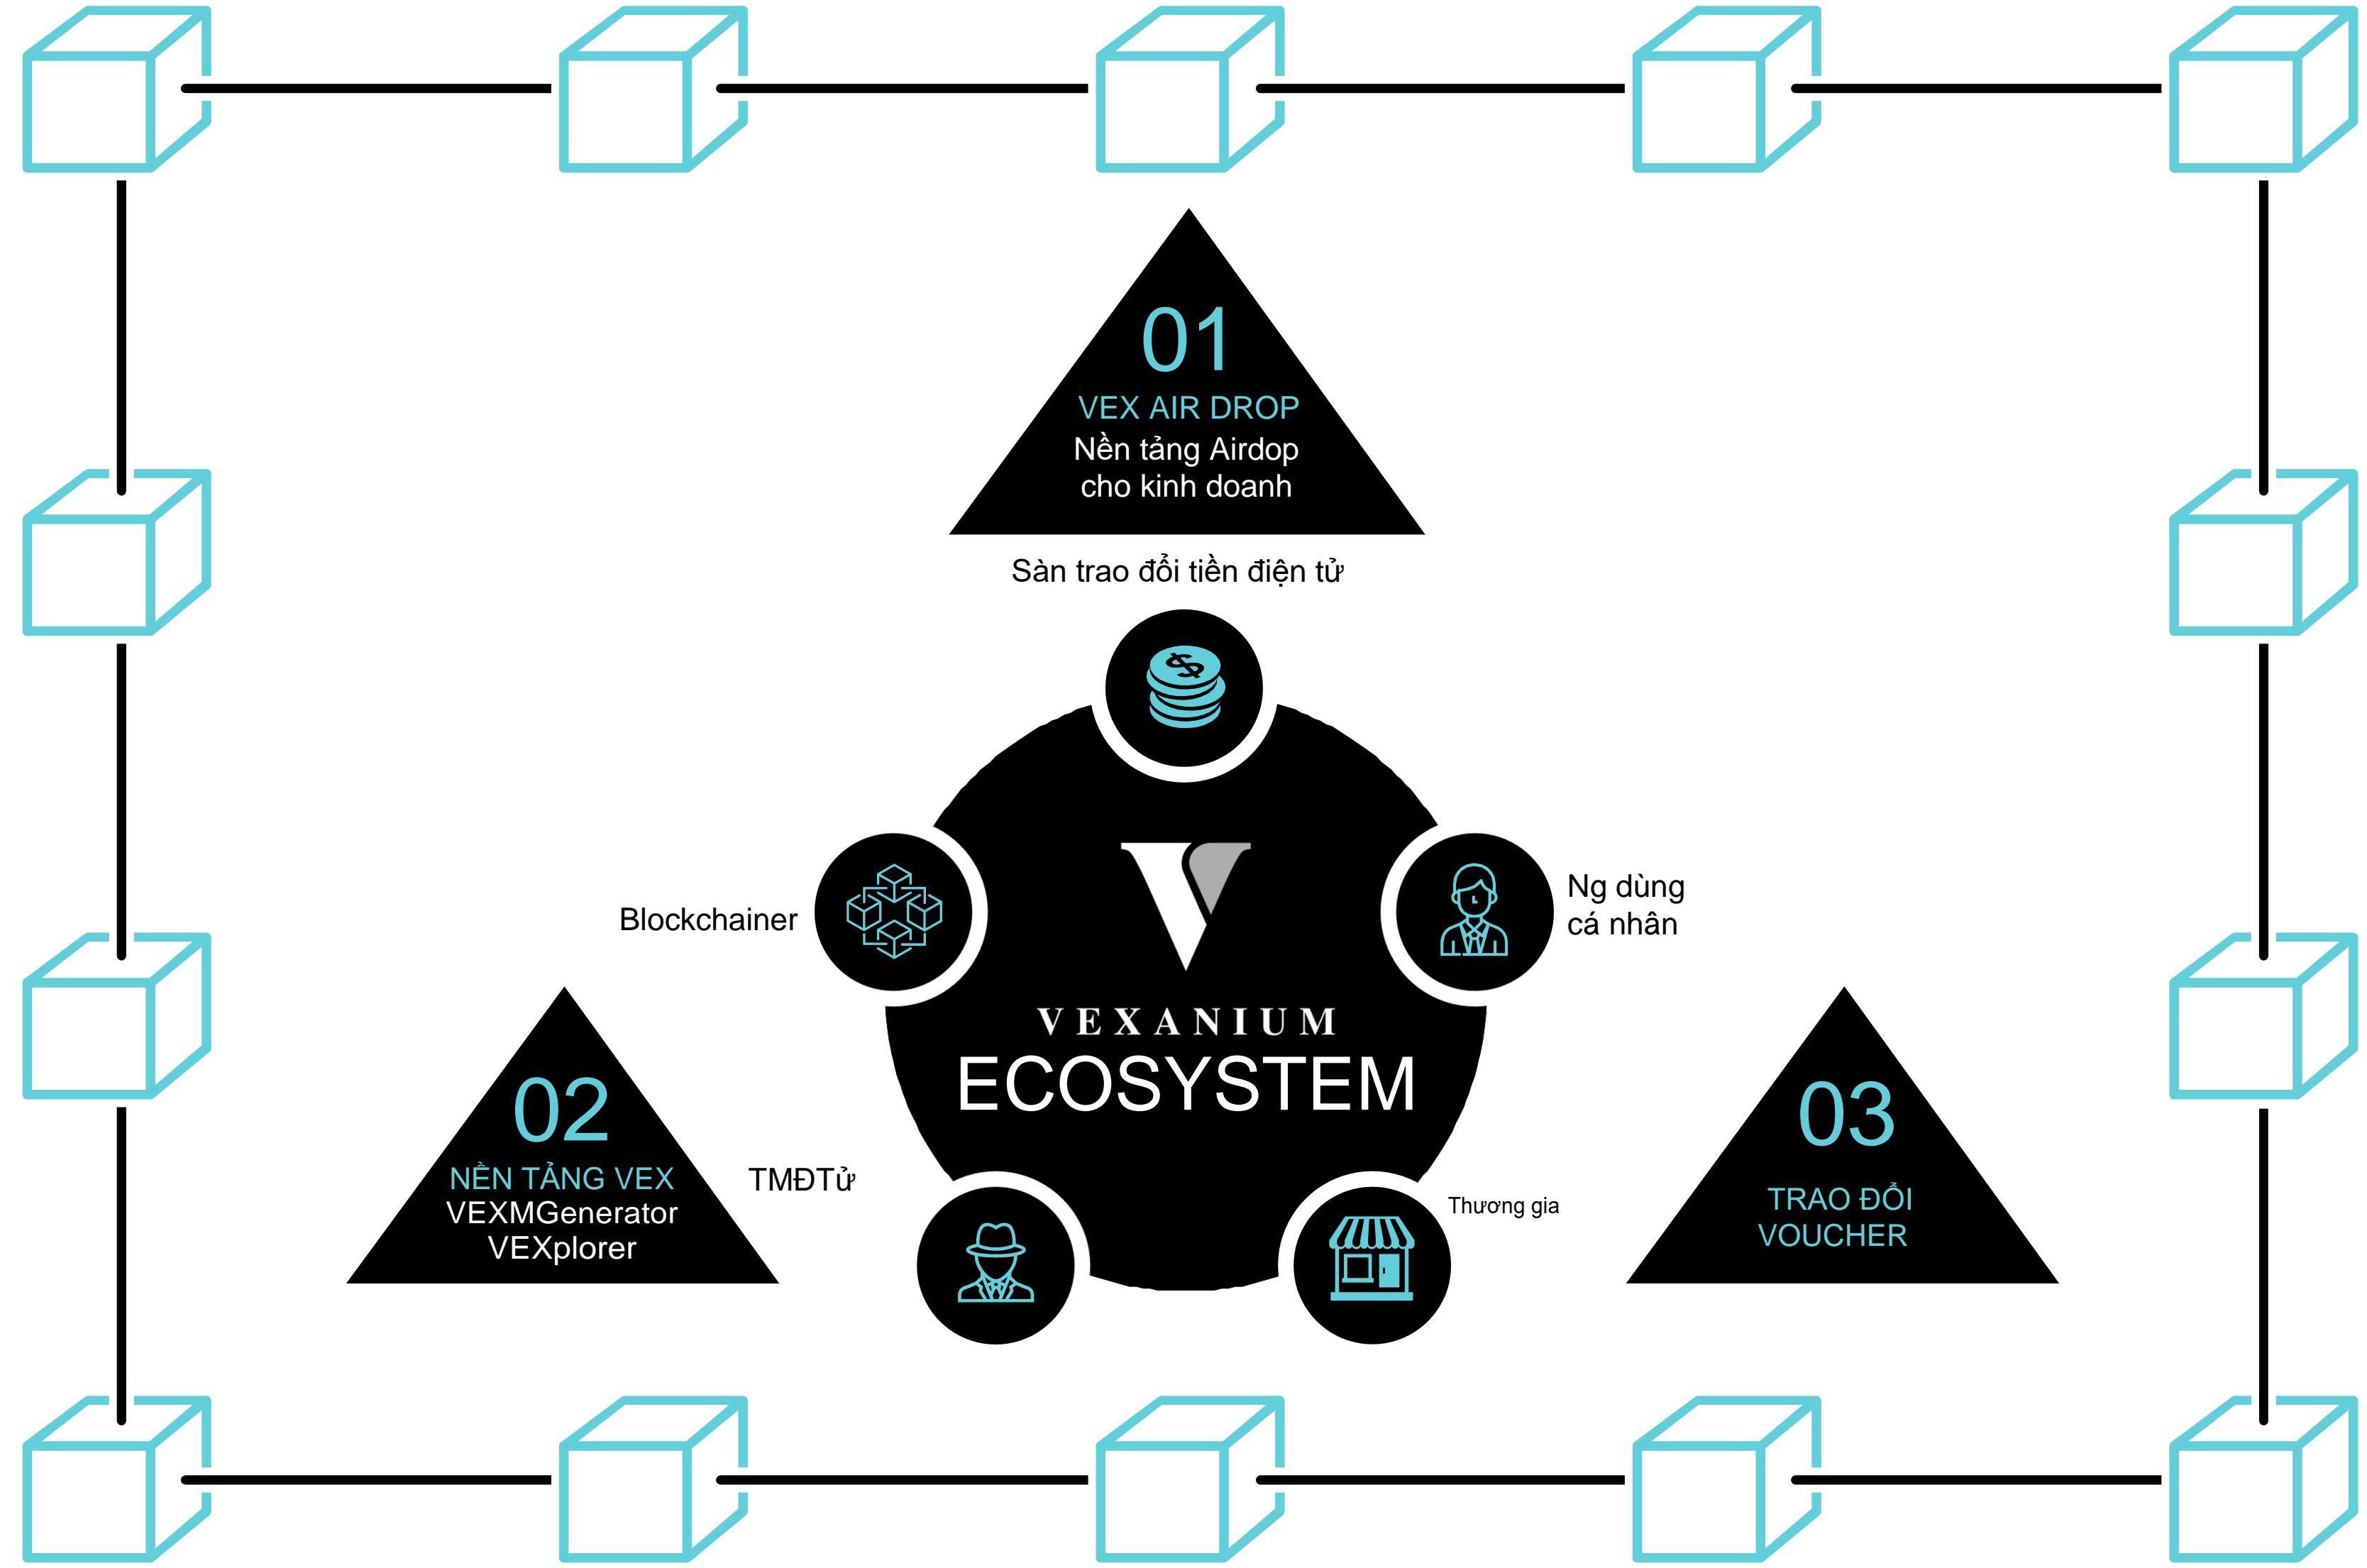 01
VEX AIR DROP
Nền tảng Airdop
cho kinh doanh
Sàn trao đổi tiền điện tử
Blockchainer
Ng dùng
cá nhân
VEXANIUM
ECOSYSTEM
02
NỀN TẢNG VEX
VEXMGenerator
VEXplorer
TMĐTử
Thương gia
03
TRAO ĐỔI
VOUCHER